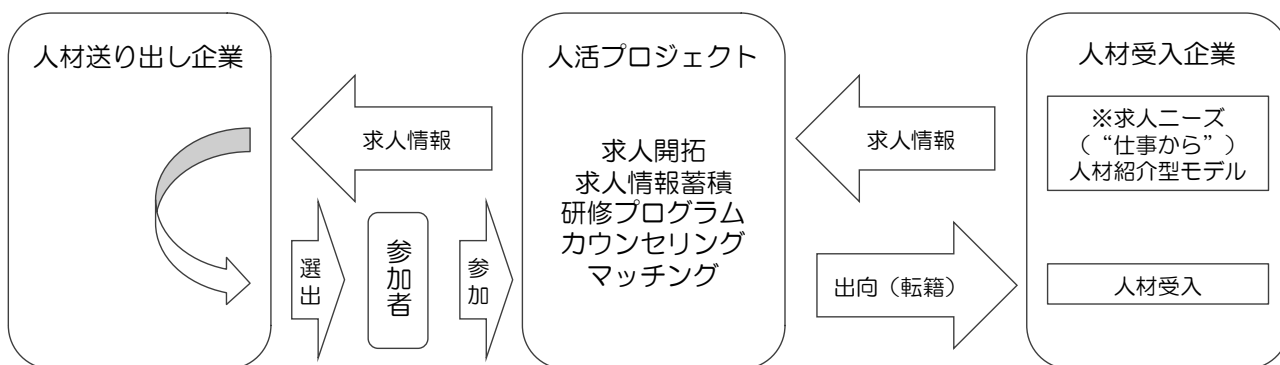 人材送り出し企業
求人情報
選出
参加者
参加
人活プロジェクト
求人開拓
求人情報蓄積
研修プログラム
カウンセリング
マッチング
求人情報
出向（転籍）
人材受入企業
※求人ニーズ
（“仕事から”）
人材紹介型モデル
人材受入